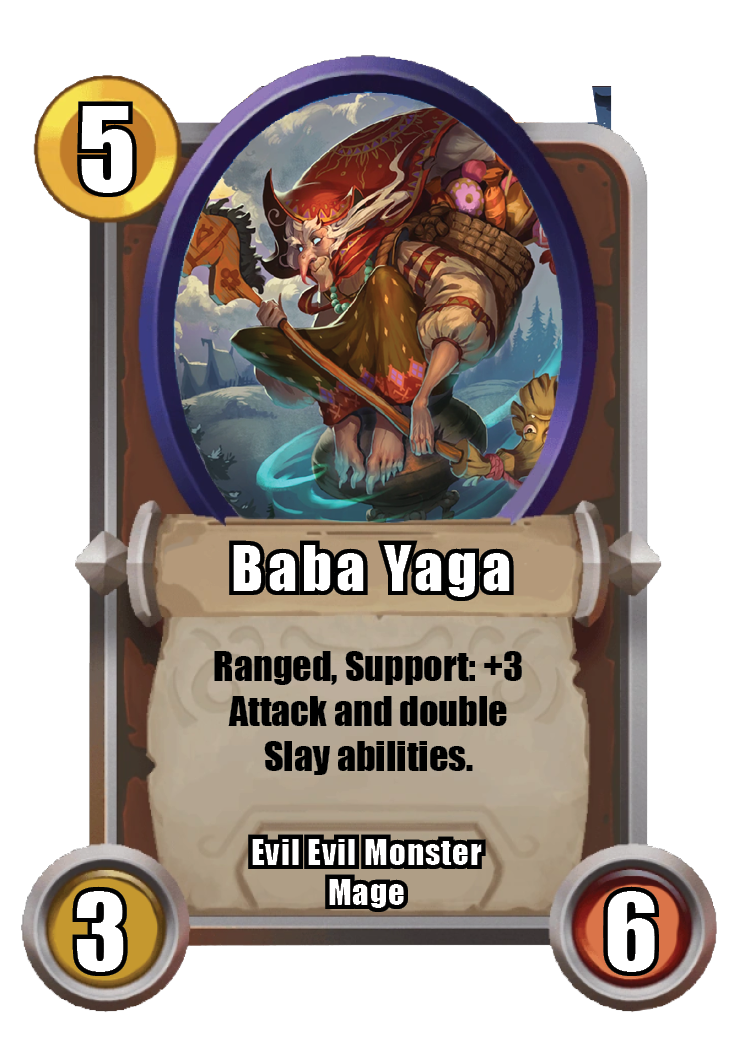 5
Baba Yaga
Ranged, Support: +3
Attack and double
Slay abilities.
Evil Evil Monster
Mage
3
6